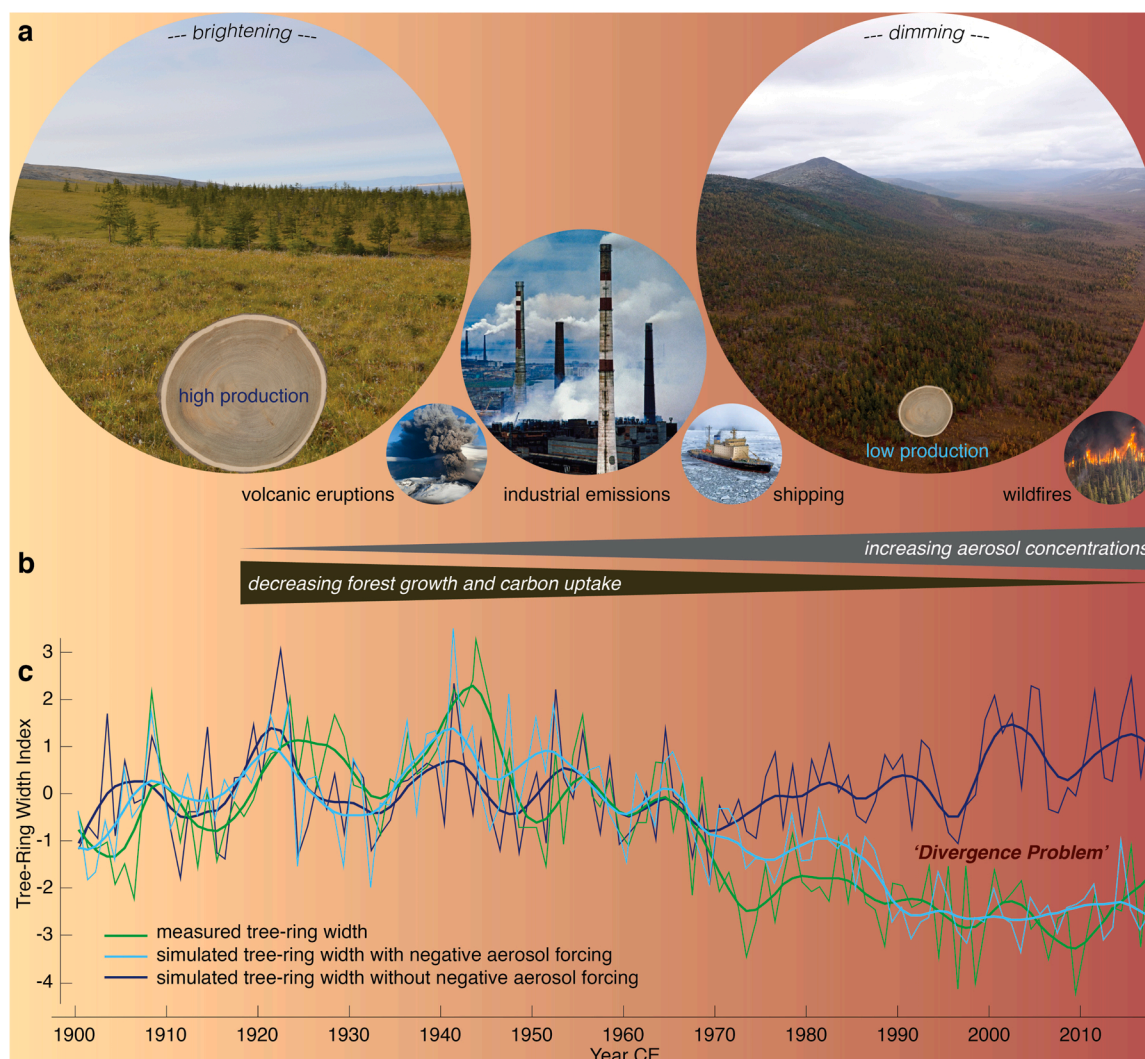 a
--- brightening ---
--- dimming ---
high production
low production
volcanic eruptions
industrial emissions
shipping
wildfires
b
increasing aerosol concentrations
decreasing forest growth and carbon uptake
c
3
2
1
0
-1
-2
-3
-4
Tree-Ring Width Index
'Divergence Problem'
measured tree-ring width
simulated tree-ring width with negative aerosol forcing
simulated tree-ring width without negative aerosol forcing
1900 1910 1920 1930 1940 1950 1960 1970 1980 1990 2000 2010
Year CE